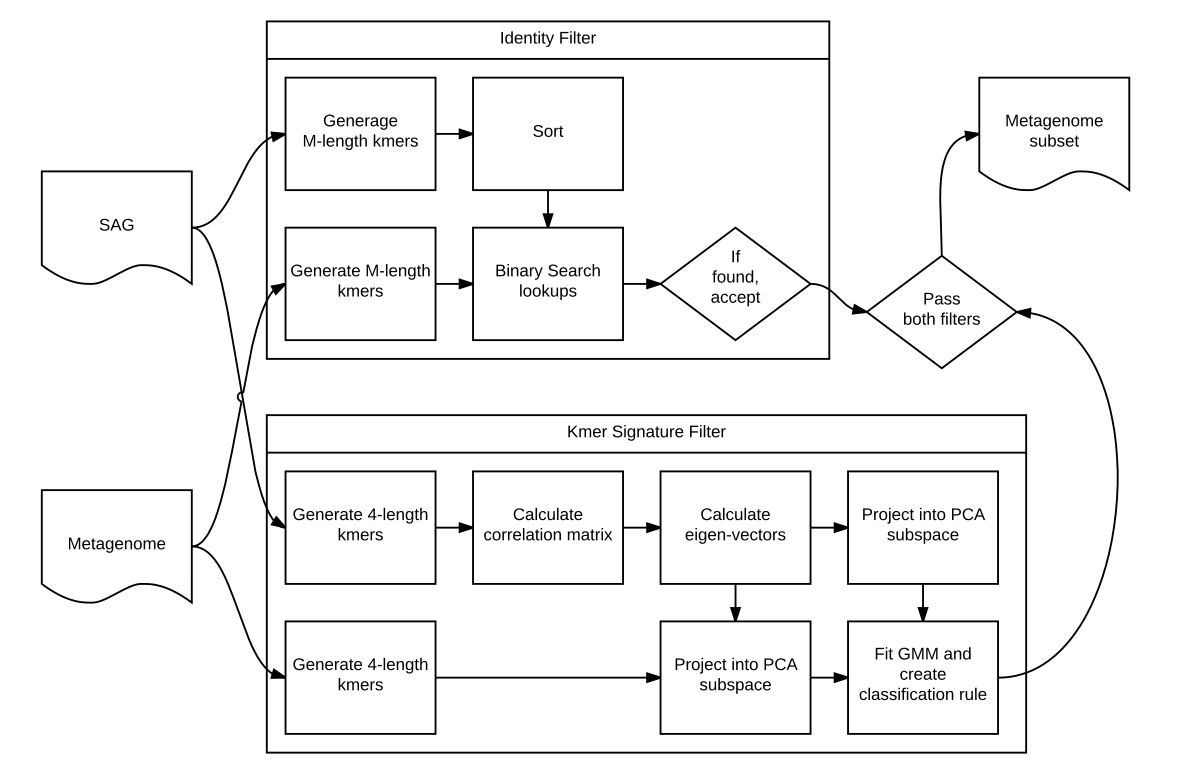 Identity Filter
Generage
M-length kmers
Sort
Metagenome
subset
SAG
Generate M-length
kmers
Binary Search
lookups
If
found,
accept
Pass
both filters
Kmer Signature Filter
Metagenome
Generate 4-length
kmers
Calculate
correlation matrix
Calculate
eigen-vectors
Project into PCA
subspace
Generate 4-length
kmers
Project into PCA
subspace
Fit GMM and
create
classification rule